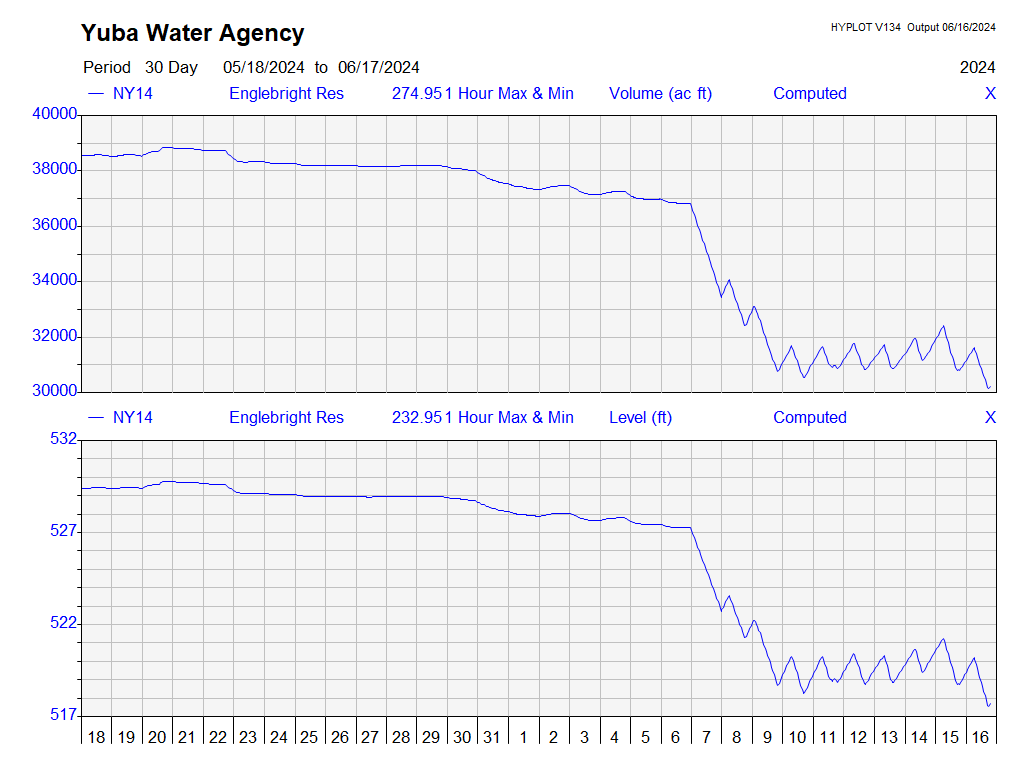 Yuba Water Agency
HYPLOT V134 Output 06/16/2024
Period 30 Day 05/18/2024 to 06/17/2024
2024
NY14 Englebright Res 274.951 Hour Max & Min Volume (ac ft) Computed X
40000
38000
36000
34000
32000
30000
NY14 Englebright Res 232.951 Hour Max & Min Level (ft) Computed X
532
527
522
517
18 19 20 21 22 23 24 25 26 27 28 29 30 31 1 2 3 4 5 6 7 8 9 10 11 12 13 14 15 16